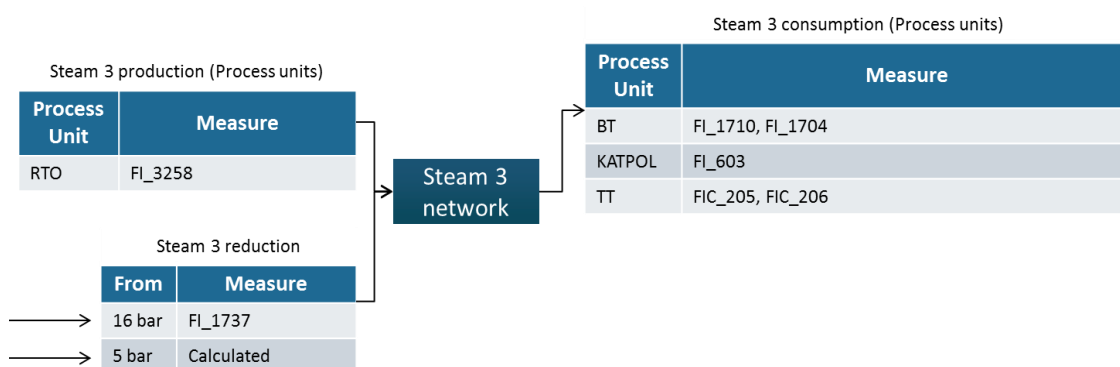 Steam 3 production (Process units)
Process Unit Measure
RTO FI_3258
Steam 3 reduction
From Measure
16 bar FI_1737
5 bar Calculated
Steam 3
network
Steam 3 consumption (Process units)
Process Unit Measure
BT FI_1710, FI_1704
KATPOL FI_603
TT FIC_205, FIC_206